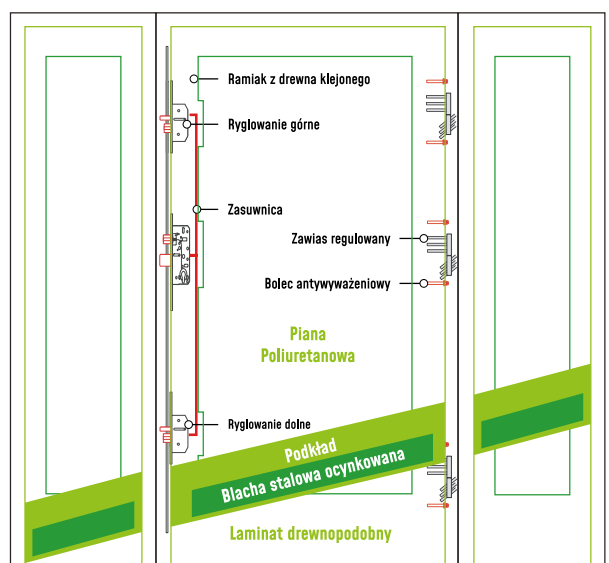 Ramiak z drewna klejonego
Ryglowanie górne
Zasuwnica
Zawias regulowany
Bolec antywyważeniowy
Piana
Poliuretanowa
Ryglowanie dolne
Podkład
Blacha stalowa ocynkowana
Laminat drewnopodobny